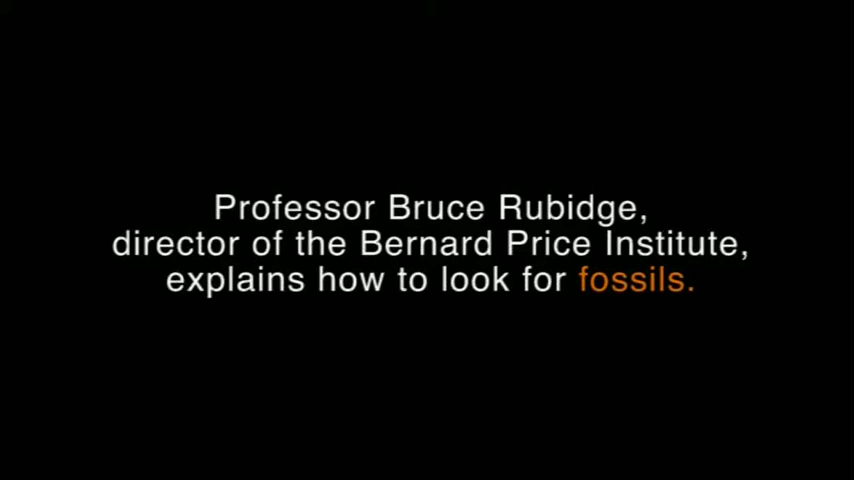 Professor Bruce Rubidge,
director of the Bernard Price Institute,
explains how to look for fossils.